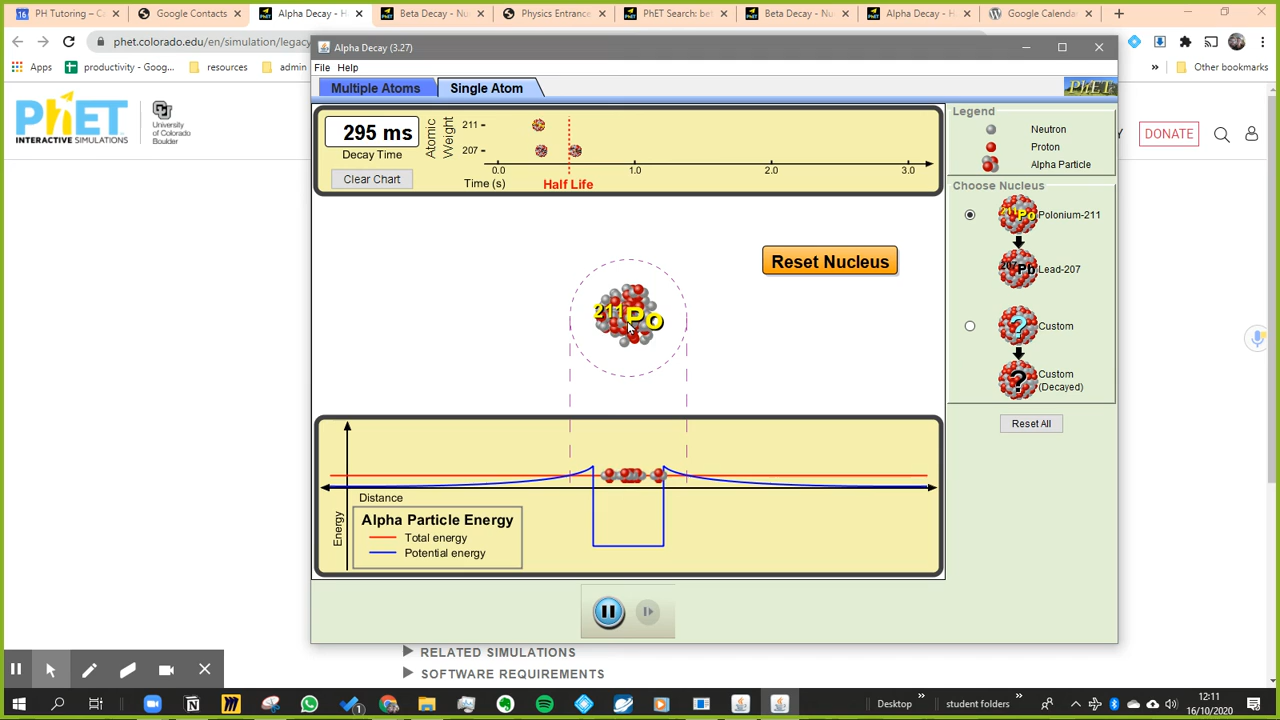 PH Tutoring – C
Google Contacts
Alpha Decay - H
Beta Decay - Nu
Physics Entranc
PhET Search: be
Beta Decay - Nu
Alpha Decay - H
Google Calenda
phet.colorado.edu/en/simulation/legacy
Apps
productivity - Goog...
resources
admin
»
Other bookmarks
PhET
INTERACTIVE SIMULATIONS
University of Colorado Boulder
DONATE
Alpha Decay (3.27)
File Help
Multiple Atoms
Single Atom
PhET
295 ms
Decay Time
Clear Chart
Atomic Weight
211
207
0.0 1.0 2.0 3.0
Time (s)
Half Life
Legend
Neutron
Proton
Alpha Particle
Choose Nucleus
211Po
Polonium-211
207Pb
Lead-207
?
Custom
?
Custom
(Decayed)
Reset All
Reset Nucleus
211Po
Energy
Distance
Alpha Particle Energy
Total energy
Potential energy
RELATED SIMULATIONS
SOFTWARE REQUIREMENTS
Desktop
student folders
12:11
16/10/2020